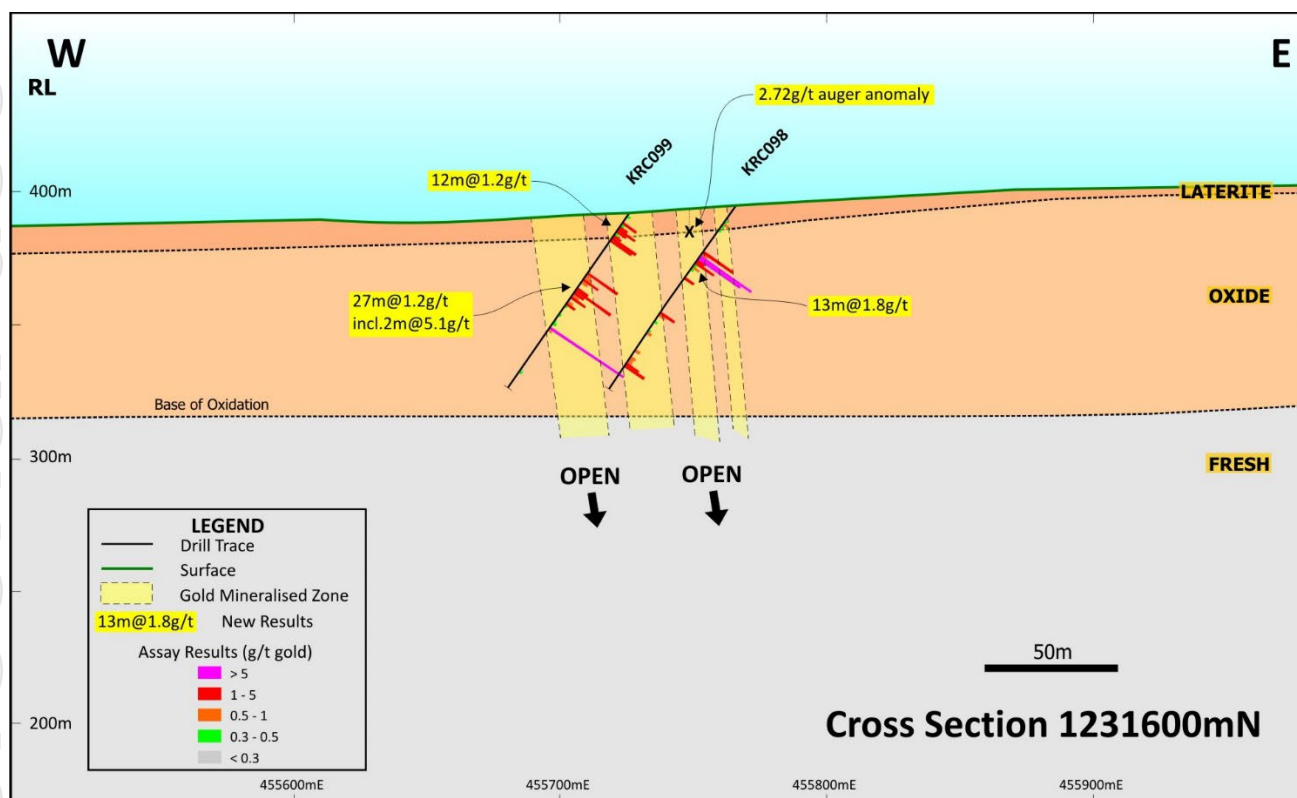 W
E
RL
2.72g/t auger anomaly
KRC099
KRC098
12m@1.2g/t
400m
LATERITE
27m@1.2g/t
incl.2m@5.1g/t
13m@1.8g/t
OXIDE
Base of Oxidation
300m
FRESH
OPEN
OPEN
X
LEGEND
Drill Trace
Surface
Gold Mineralised Zone
13m@1.8g/t New Results
Assay Results (g/t gold)
> 5
1 - 5
0.5 - 1
0.3 - 0.5
< 0.3
50m
200m
Cross Section 1231600mN
455600mE
455700mE
455800mE
455900mE